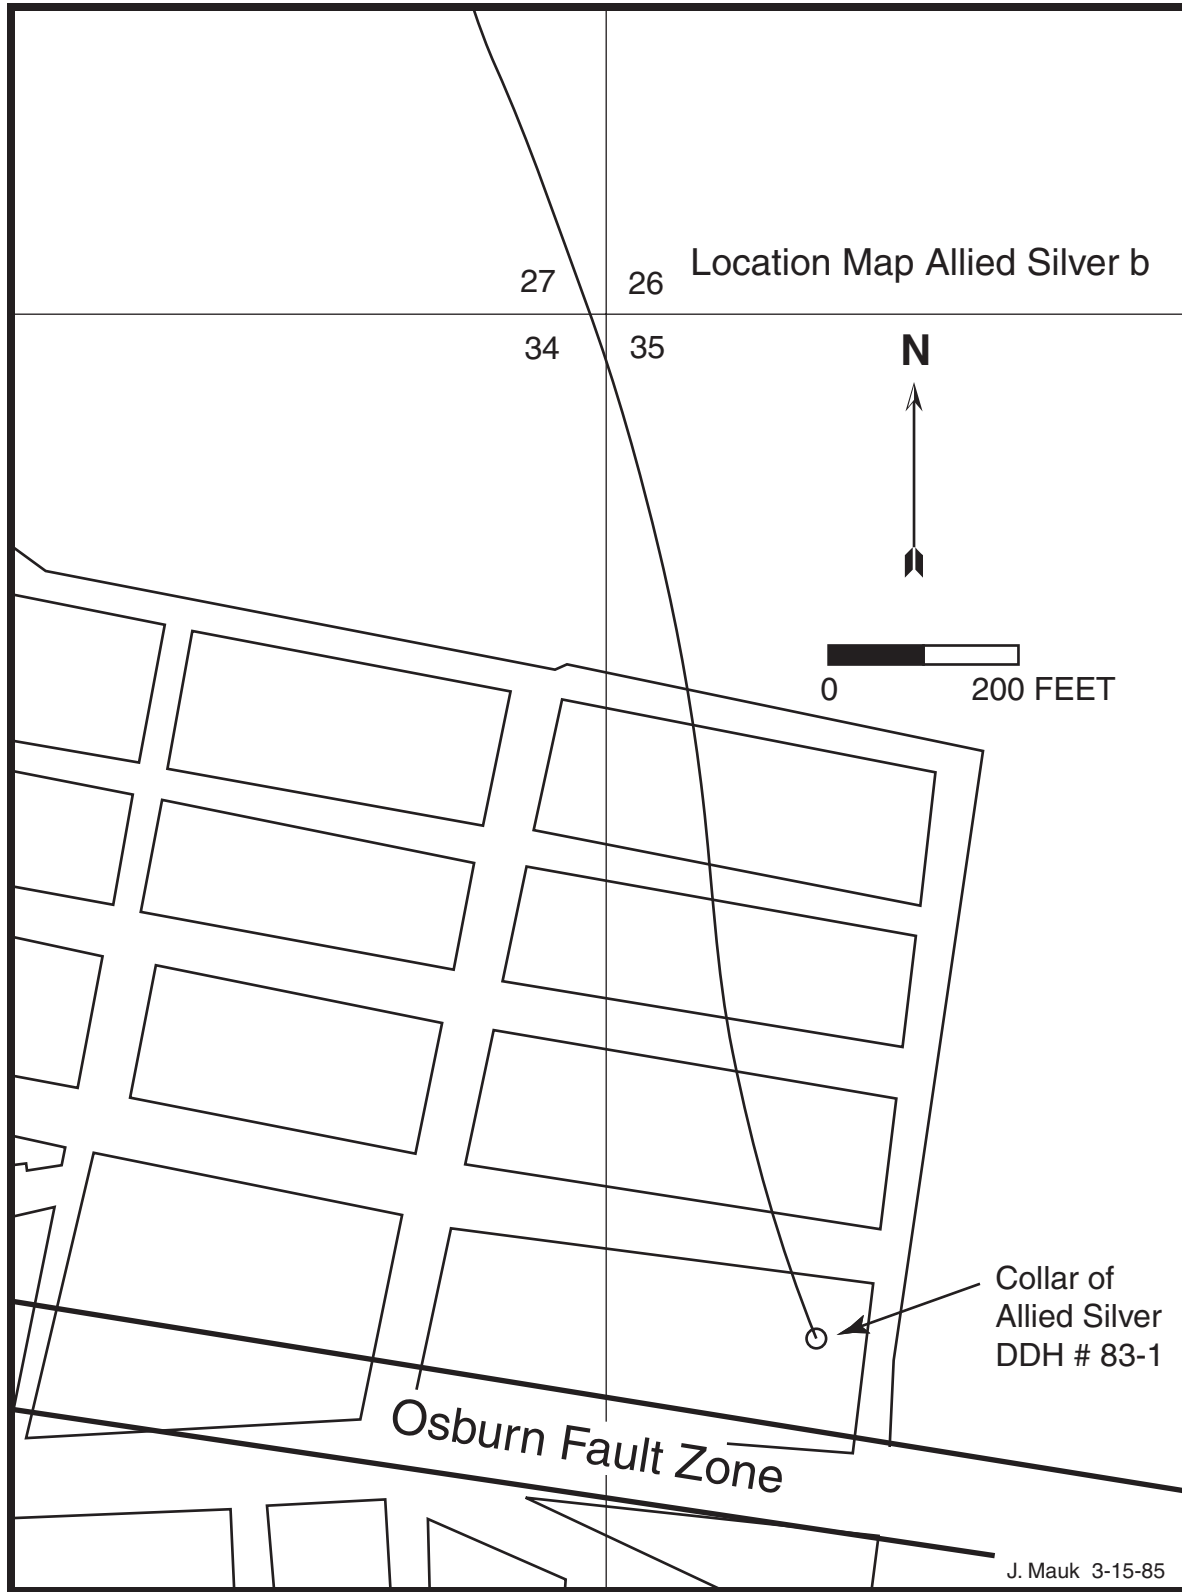 Location Map Allied Silver b
27 26
34 35
N
0 200 FEET
Collar of
Allied Silver
DDH # 83-1
Osburn Fault Zone
J. Mauk 3-15-85